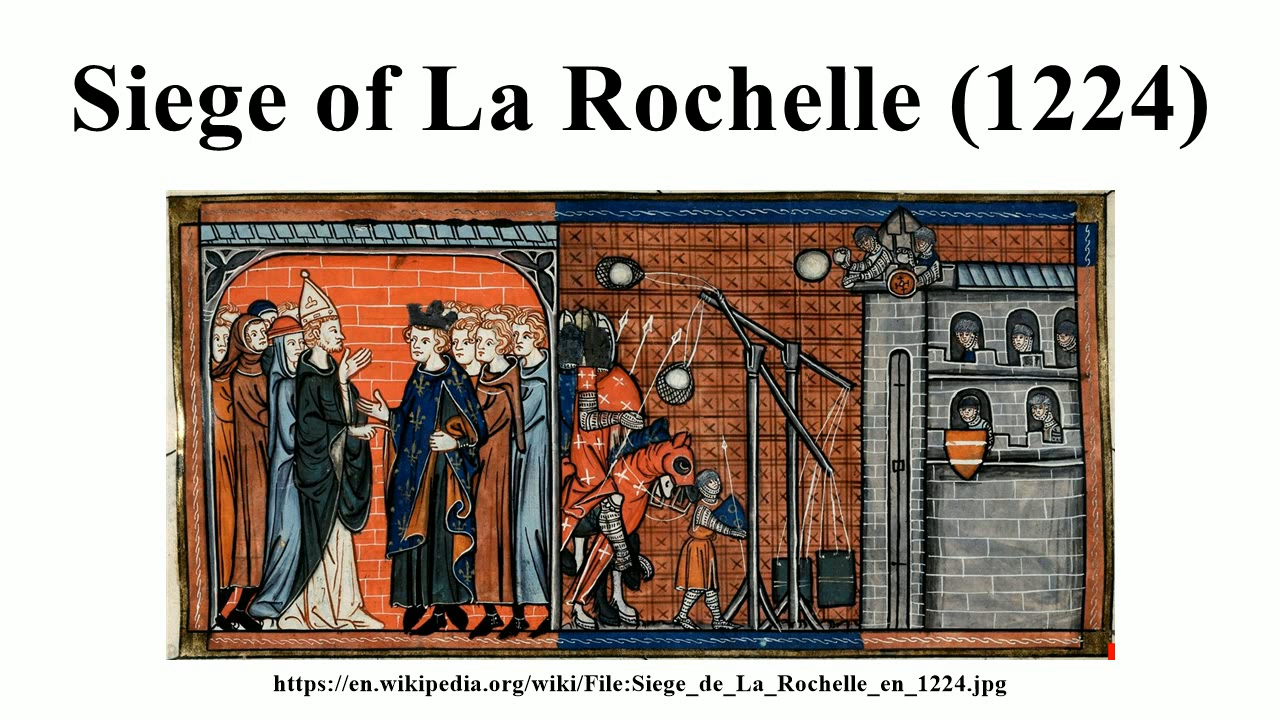 Siege of La Rochelle (1224)
https://en.wikipedia.org/wiki/File:Siege_de_La_Rochelle_en_1224.jpg